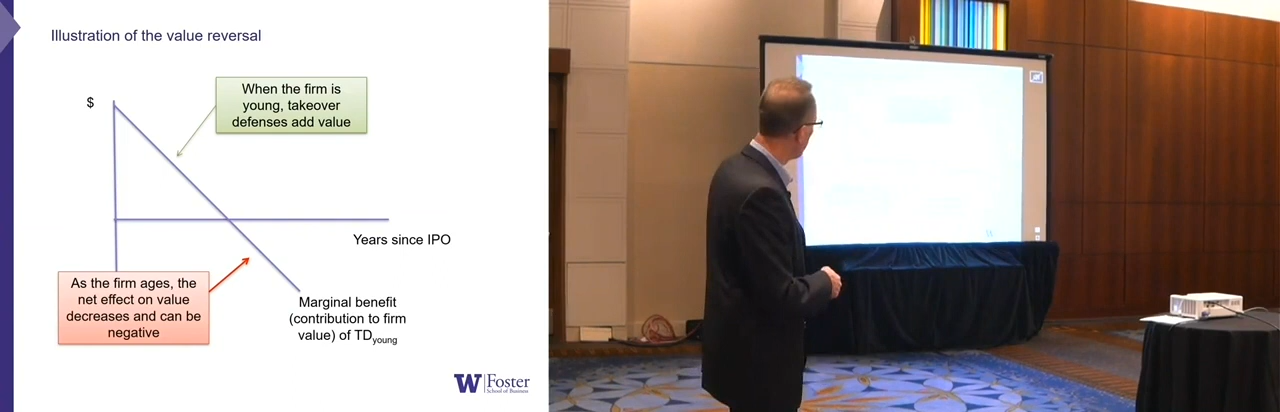 Illustration of the value reversal
$
When the firm is
young, takeover
defenses add value
Years since IPO
As the firm ages, the
net effect on value
decreases and can be
negative
Marginal benefit
(contribution to firm
value) of TDyoung
W Foster
School of Business